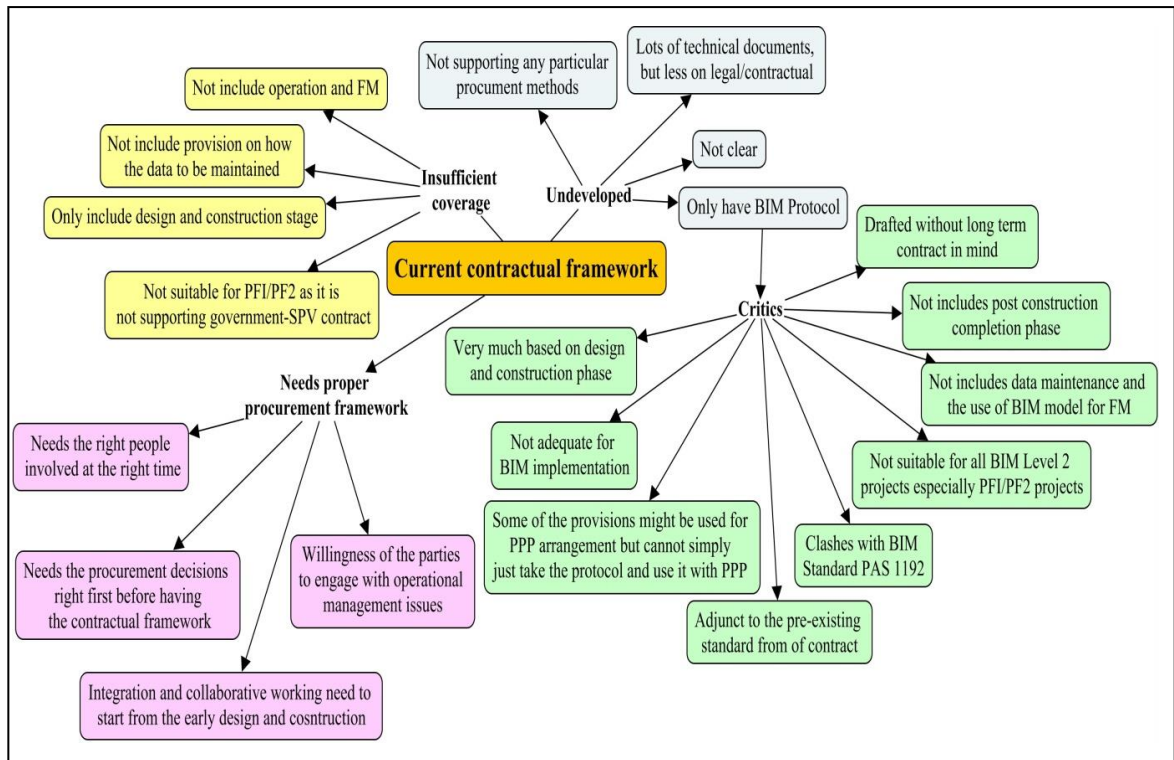 Not include operation and FM
Not include provision on how
the data to be maintained
Only include design and construction stage
Not suitable for PFI/PF2 as it is
not supporting government-SPV contract
Insufficient
coverage
Not supporting any particular
procument methods
Lots of technical documents,
but less on legal/contractual
Not clear
Only have BIM Protocol
Undeveloped
Current contractual framework
Critics
Drafted without long term
contract in mind
Not includes post construction
completion phase
Not includes data maintenance and
the use of BIM model for FM
Not suitable for all BIM Level 2
projects especially PFI/PF2 projects
Clashes with BIM
Standard PAS 1192
Adjunct to the pre-existing
standard from of contract
Some of the provisions might be used for
PPP arrangement but cannot simply
just take the protocol and use it with PPP
Not adequate for
BIM implementation
Very much based on design
and construction phase
Needs proper
procurement framework
Needs the right people
involved at the right time
Needs the procurement decisions
right first before having
the contractual framework
Integration and collaborative working need to
start from the early design and cosntruction
Willingness of the parties
to engage with operational
management issues